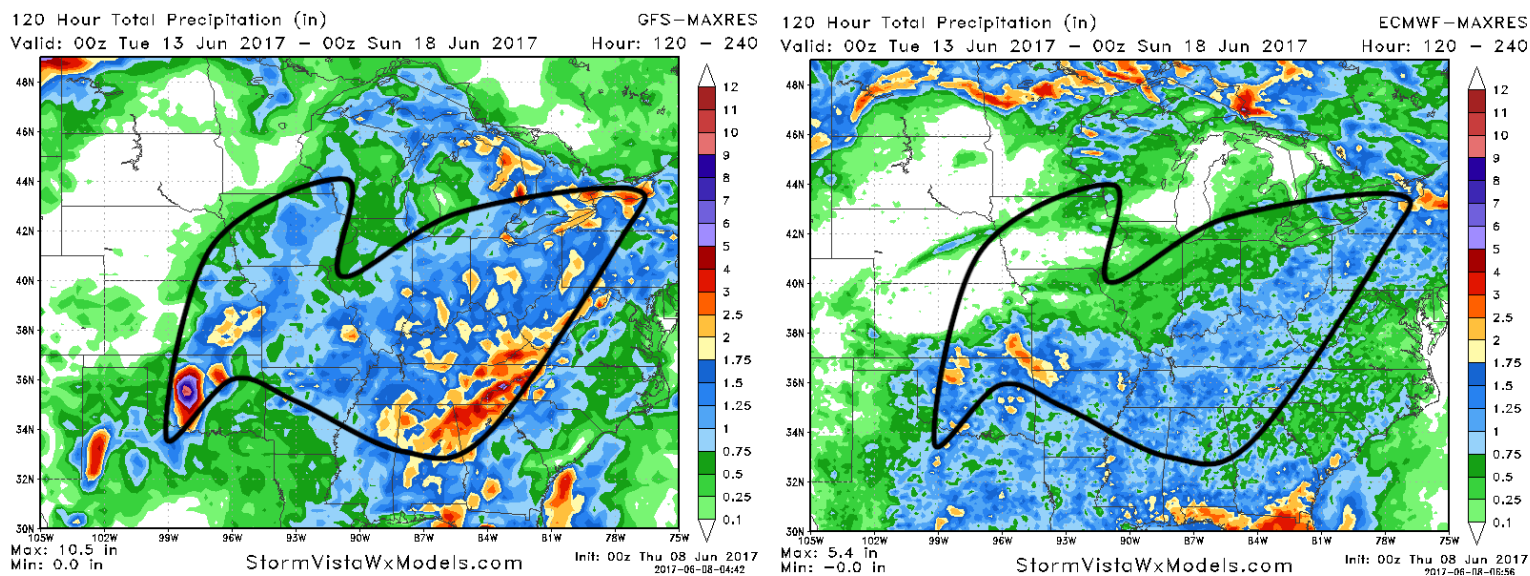 120 Hour Total Precipitation (in) GFS-MAXRES
Valid: 00z Tue 13 Jun 2017 - 00z Sun 18 Jun 2017 Hour: 120 - 240
48N
46N
44N
42N
40N
38N
36N
34N
32N
30N
105W 102W 99W 96W 93W 90W 87W 84W 81W 78W 75W
12
11
10
9
8
7
6
5
4
3
2.5
2
1.75
1.5
1.25
1
0.75
0.5
0.25
0.1
Max: 10.5 in
Min: 0.0 in
StormVistaWxModels.com
Init: 00z Thu 08 Jun 2017
2017-06-08-04:42
120 Hour Total Precipitation (in) ECMWF-MAXRES
Valid: 00z Tue 13 Jun 2017 - 00z Sun 18 Jun 2017 Hour: 120 - 240
48N
46N
44N
42N
40N
38N
36N
34N
32N
30N
105W 102W 99W 96W 93W 90W 87W 84W 81W 78W 75W
12
11
10
9
8
7
6
5
4
3
2.5
2
1.75
1.5
1.25
1
0.75
0.5
0.25
0.1
Max: 5.4 in
Min: -0.0 in
StormVistaWxModels.com
Init: 00z Thu 08 Jun 2017
2017-06-08-06:56